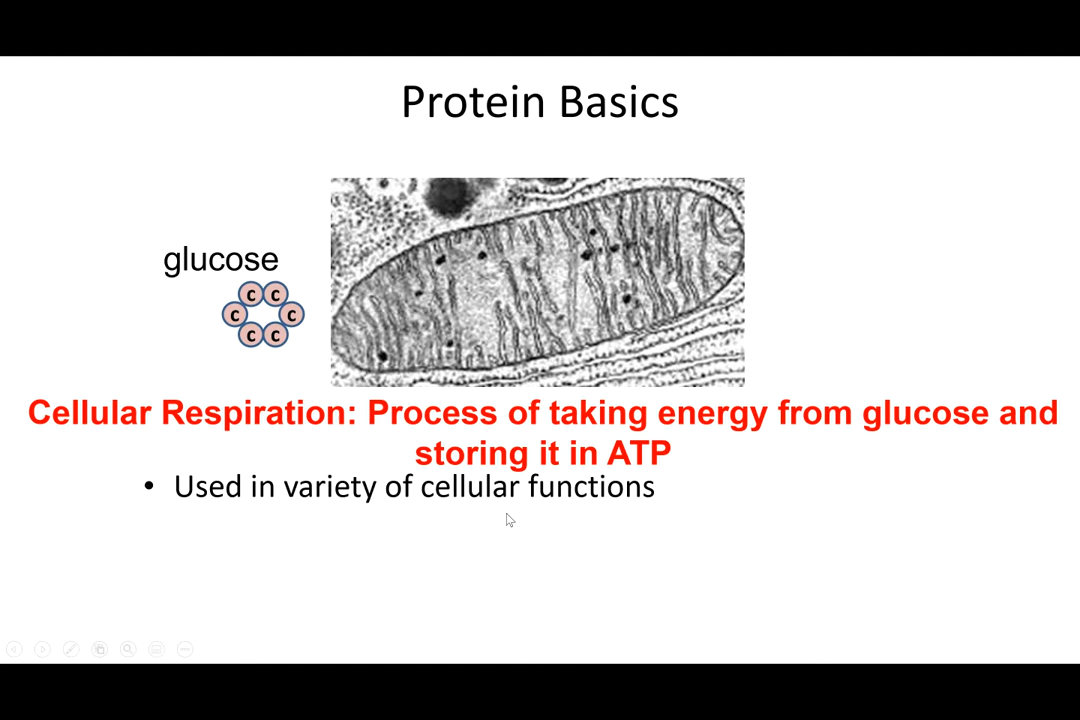 Protein Basics
glucose
c c
c c
c c
Cellular Respiration: Process of taking energy from glucose and
storing it in ATP
• Used in variety of cellular functions